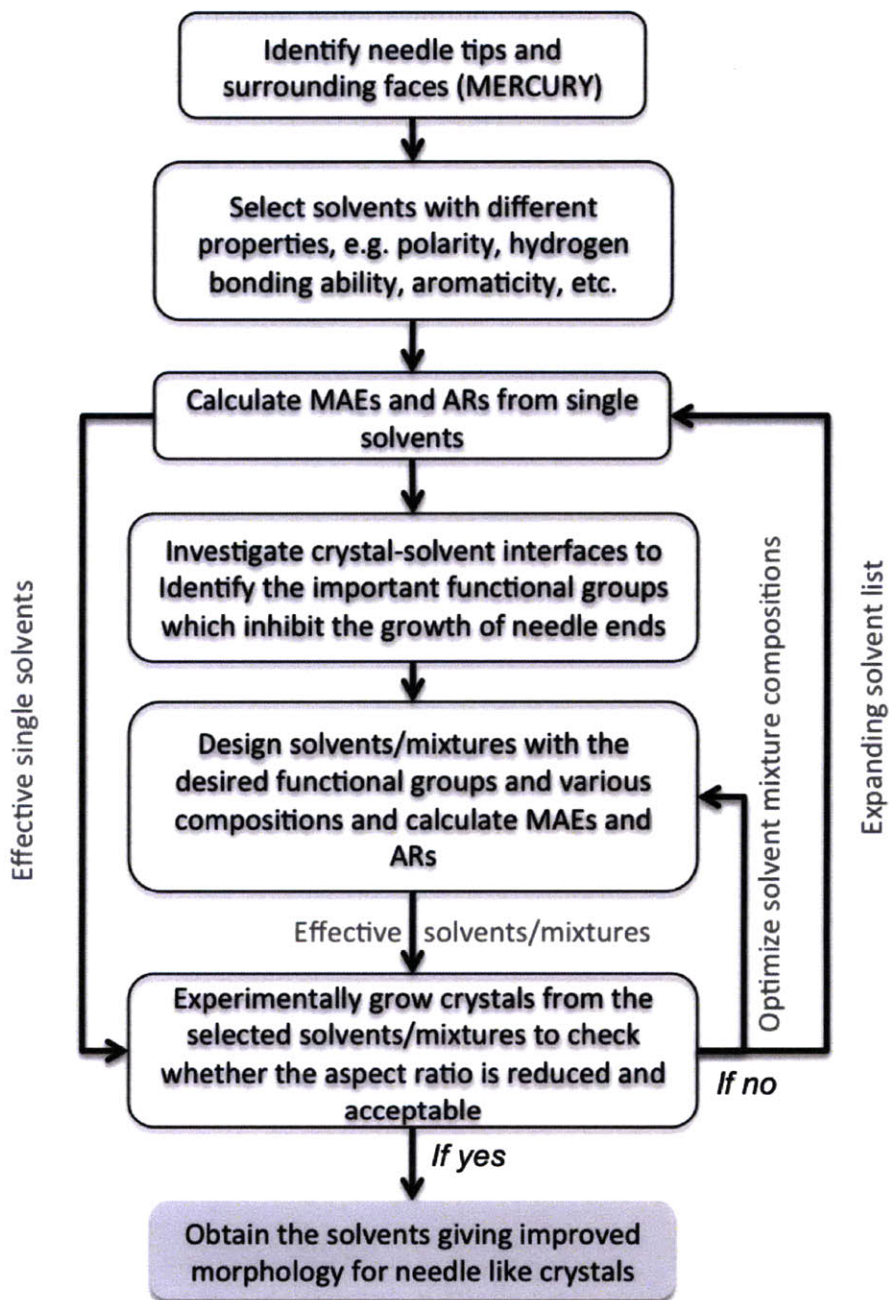 Identify needle tips and
surrounding faces (MERCURY)
Select solvents with different
properties, e.g. polarity, hydrogen
bonding ability, aromaticity, etc.
Calculate MAEs and ARs from single
solvents
Investigate crystal-solvent interfaces to
Identify the important functional groups
which inhibit the growth of needle ends
Design solvents/mixtures with the
desired functional groups and various
compositions and calculate MAEs and
ARs
Effective solvents/mixtures
Experimentally grow crystals from the
selected solvents/mixtures to check
whether the aspect ratio is reduced and
acceptable
If yes
Obtain the solvents giving improved
morphology for needle like crystals
Effective single solvents
If no
Optimize solvent mixture compositions
Expanding solvent list